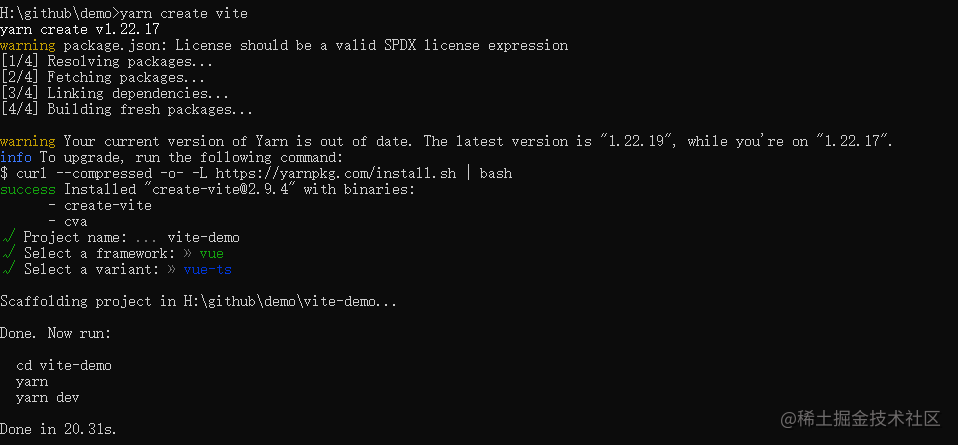 H:\github\demo>yarn create vite
yarn create v1.22.17
warning package.json: License should be a valid SPDX license expression
[1/4] Resolving packages...
[2/4] Fetching packages...
[3/4] Linking dependencies...
[4/4] Building fresh packages...
warning Your current version of Yarn is out of date. The latest version is "1.22.19", while you're on "1.22.17".
info To upgrade, run the following command:
$ curl --compressed -o- -L https://yarnpkg.com/install.sh | bash
success Installed "create-vite@2.9.4" with binaries:
      - create-vite
      - cva
√ Project name: ... vite-demo
√ Select a framework: » vue
√ Select a variant: » vue-ts
Scaffolding project in H:\github\demo\vite-demo...
Done. Now run:
  cd vite-demo
  yarn
  yarn dev
Done in 20.31s.
@稀土掘金技术社区